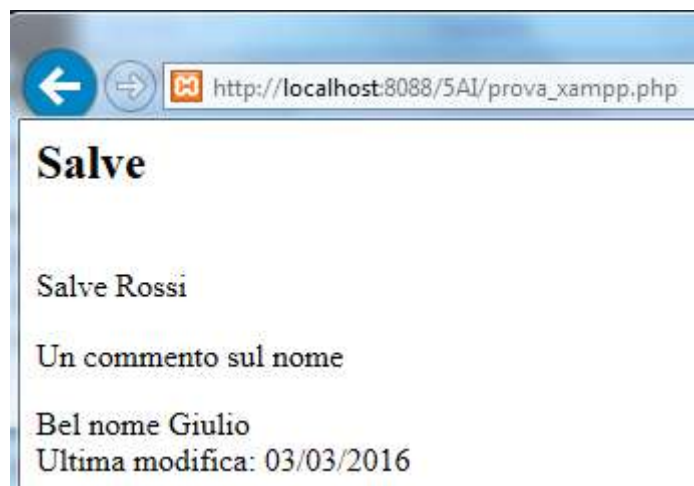 http://localhost:8088/5AI/prova_xampp.php
Salve
Salve Rossi
Un commento sul nome
Bel nome Giulio
Ultima modifica: 03/03/2016